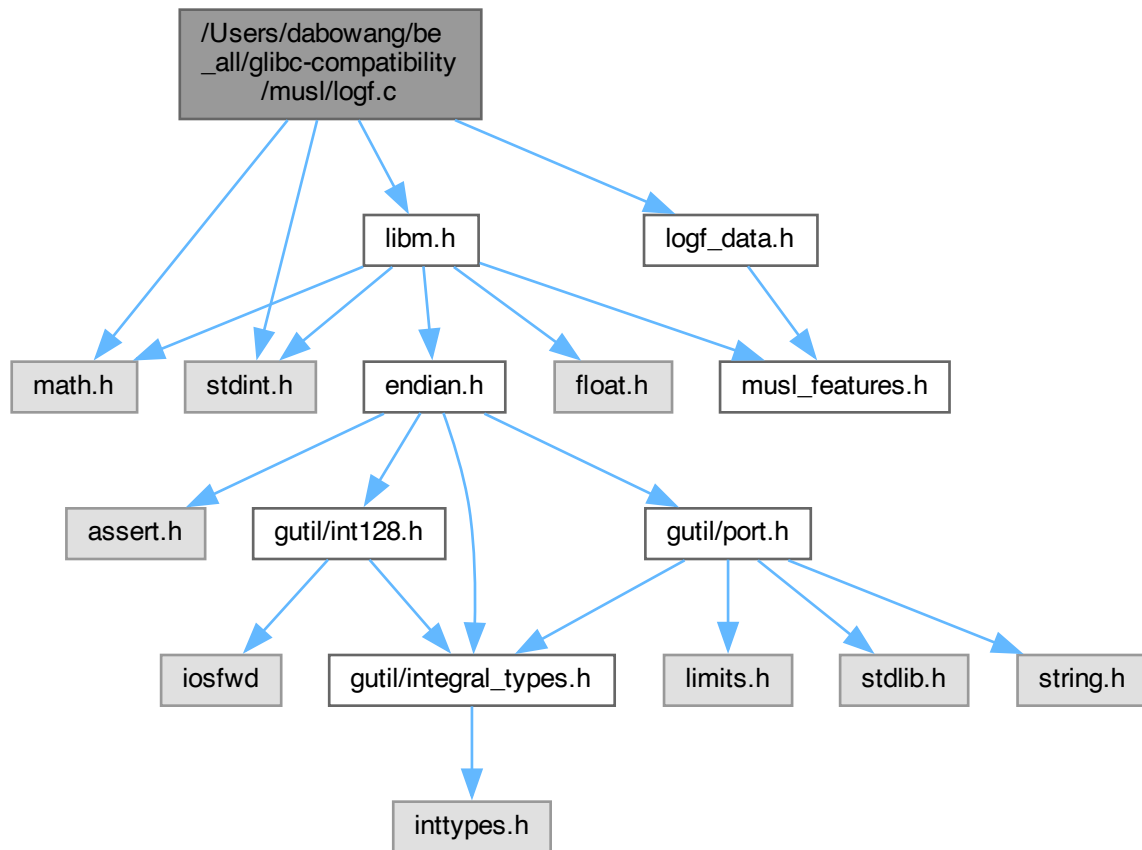 /Users/dabowang/be
_all/glibc-compatibility
/musl/logf.c
libm.h
logf_data.h
math.h
stdint.h
endian.h
float.h
musl_features.h
assert.h
gutil/int128.h
gutil/port.h
iosfwd
gutil/integral_types.h
limits.h
stdlib.h
string.h
inttypes.h